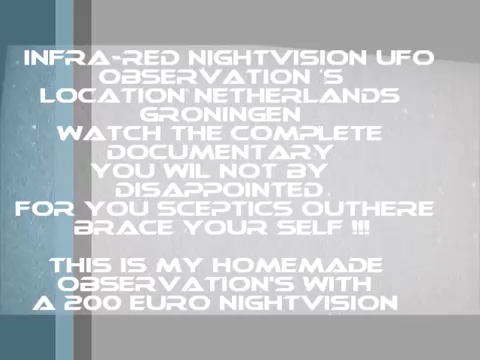 INFRA-RED NIGHTVISION UFO
OBSERVATION 'S
LOCATION NETHERLANDS
GRONINGEN
WATCH THE COMPLETE
DOCUMENTARY
YOU WIL NOT BY
DISAPPOINTED
FOR YOU SCEPTICS OUTHERE
BRACE YOUR SELF !!!
THIS IS MY HOMEMADE
OBSERVATION'S WITH
A 200 EURO NIGHTVISION